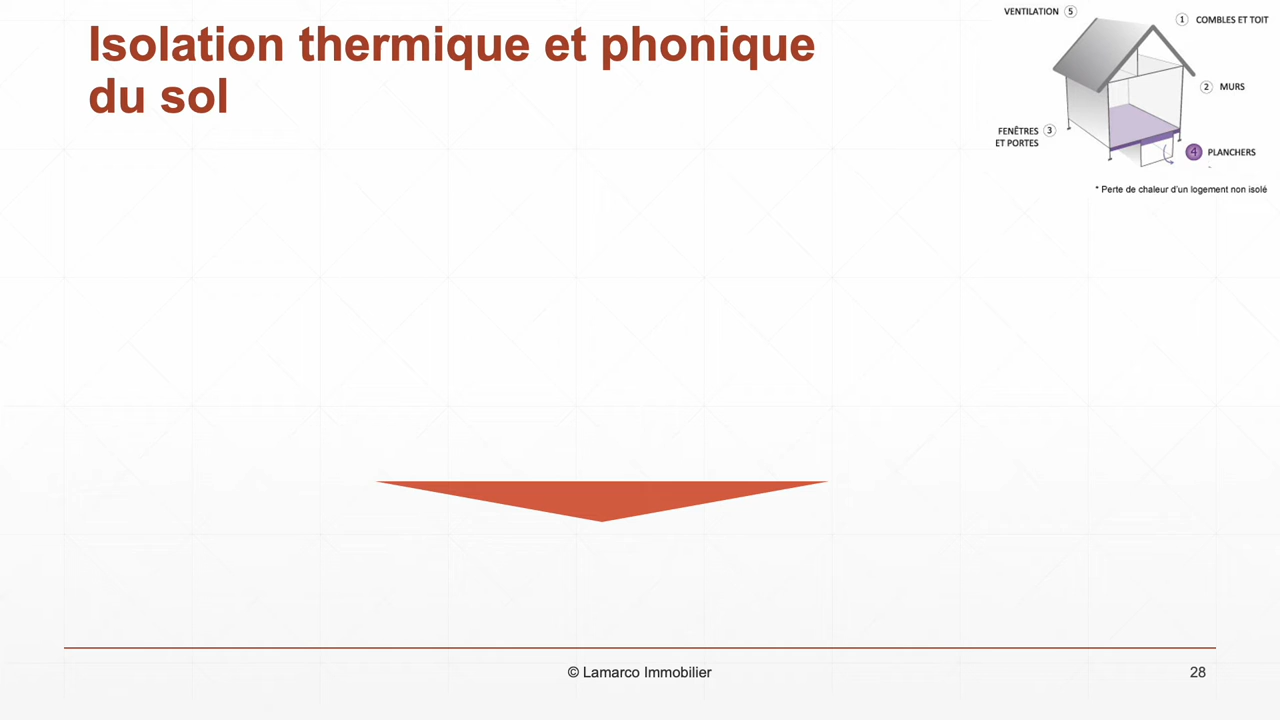 Isolation thermique et phonique
du sol
VENTILATION 5
1 COMBLES ET TOIT
2 MURS
FENÊTRES 3
ET PORTES
4 PLANCHERS
* Perte de chaleur d'un logement non isolé
© Lamarco Immobilier
28